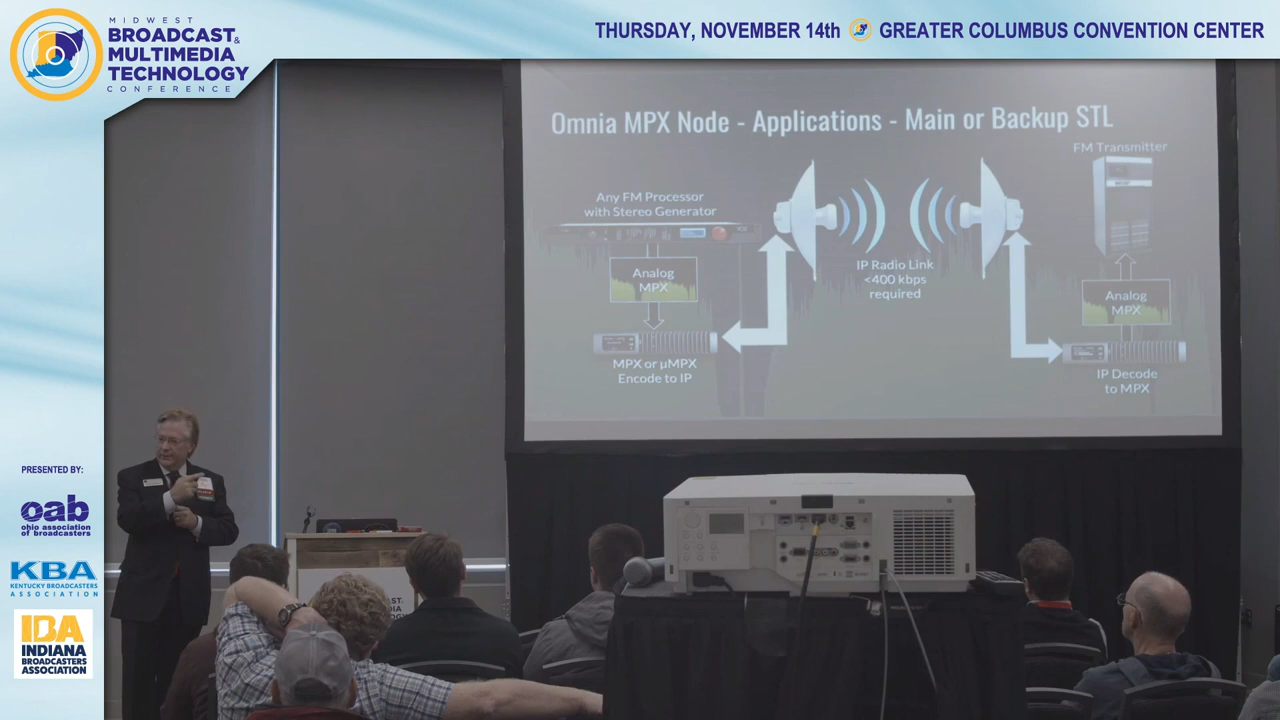 MIDWEST
BROADCAST &
MULTIMEDIA
TECHNOLOGY
CONFERENCE
THURSDAY, NOVEMBER 14th
GREATER COLUMBUS CONVENTION CENTER
Omnia MPX Node - Applications - Main or Backup STL
FM Transmitter
Any FM Processor
with Stereo Generator
Analog
MPX
MPX or µMPX
Encode to IP
IP Radio Link
<400 kbps
required
Analog
MPX
IP Decode
to MPX
PRESENTED BY:
oab
ohio association
of broadcasters
KBA
KENTUCKY BROADCASTERS
ASSOCIATION
IBA
INDIANA
BROADCASTERS
ASSOCIATION